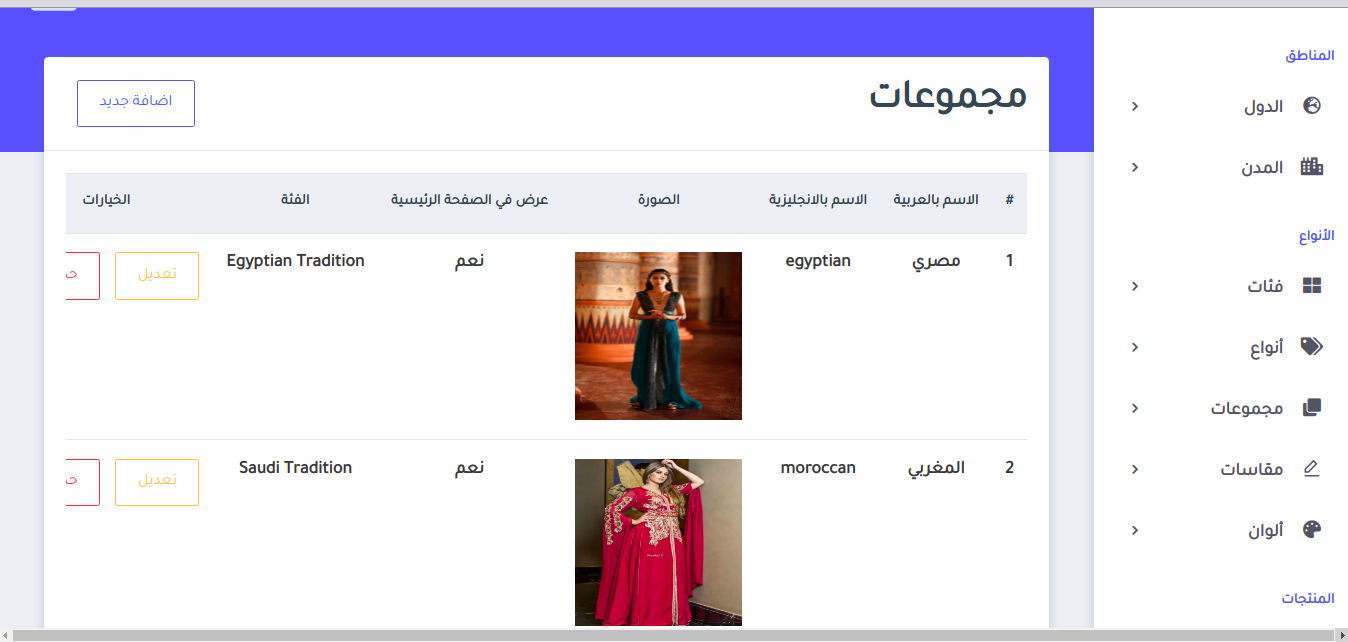 المناطق
الدول
المدن
الأنواع
فئات
أنواع
مجموعات
مقاسات
ألوان
المنتجات
مجموعات
اضافة جديد
# الاسم بالعربية الاسم بالانجليزية الصورة عرض في الصفحة الرئيسية الفئة الخيارات
1 مصري egyptian نعم Egyptian Tradition تعديل
2 المغربي moroccan نعم Saudi Tradition تعديل